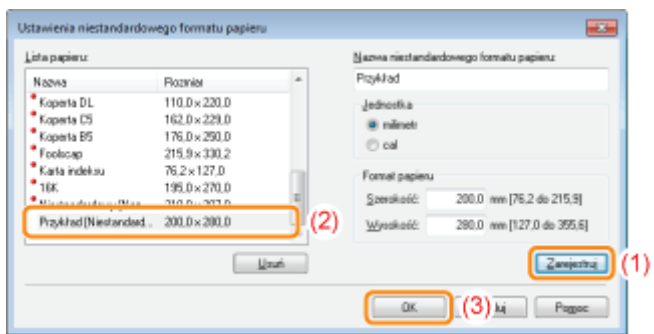 Ustawienia niestandardowego formatu papieru
Lista papieru:
Nazwa Rozmiar
Koperta DL 110,0 x 220,0
Koperta C5 162,0 x 229,0
Koperta B5 176,0 x 250,0
Foolscap 215,9 x 330,2
Karta indeksu 76,2 x 127,0
16K 195,0 x 270,0
Przykład [Niestandard... 200,0 x 280,0
(2)
Usuń
Nazwa niestandardowego formatu papieru:
Przykład
Jednostka
milimetr
cal
Format papieru
Szerokość: 200,0 mm [76,2 do 215,9]
Wysokość: 280,0 mm [127,0 do 355,6]
Zarejestruj (1)
OK (3) Pomoc